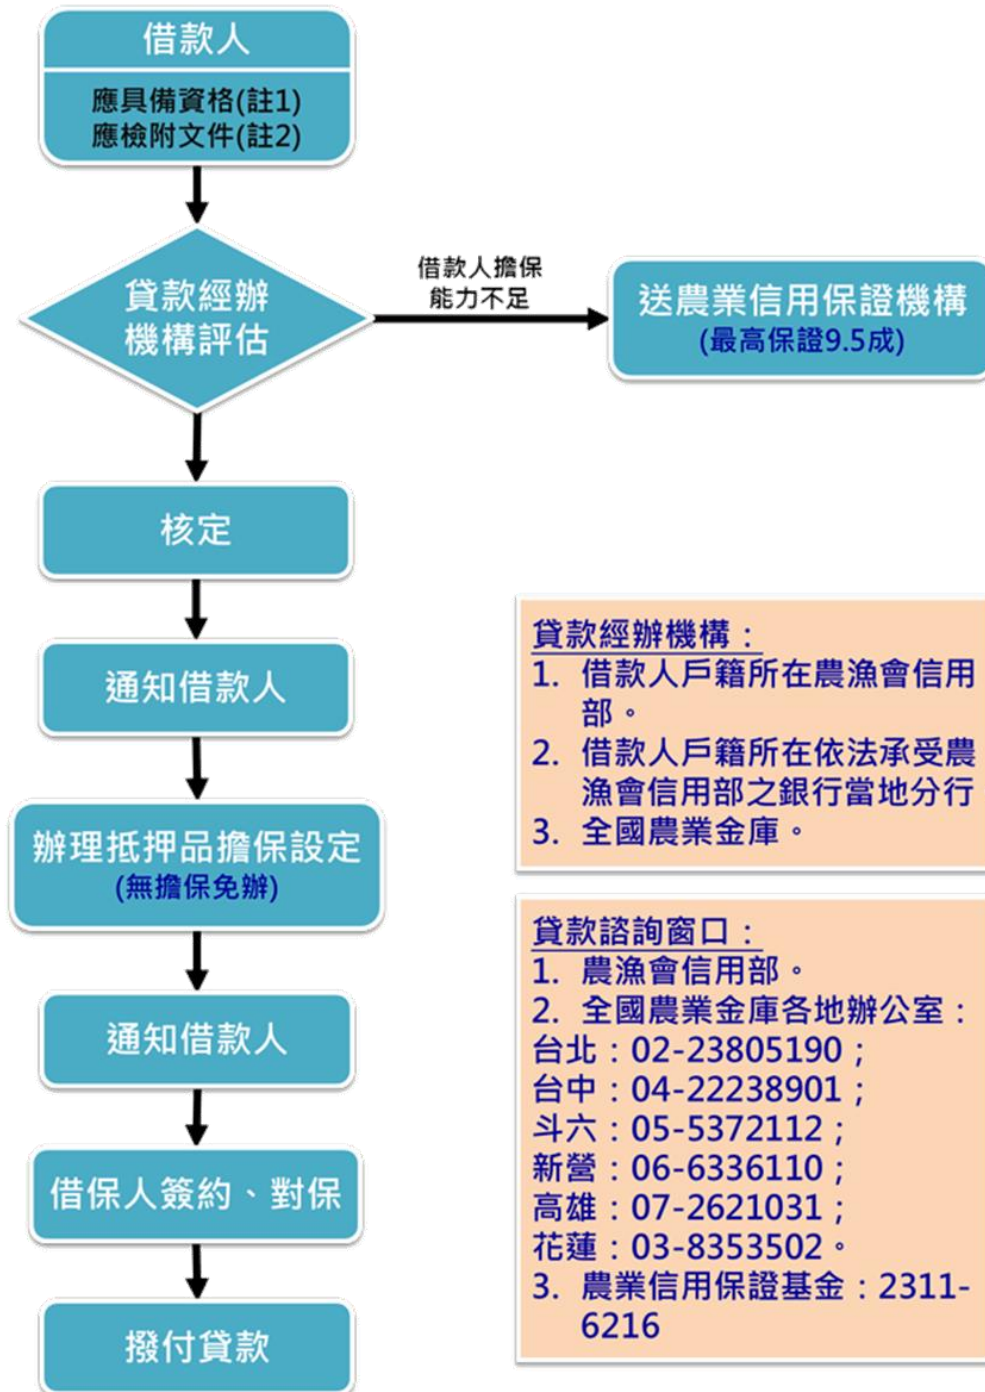 借款人
應具備資格(註1)
應檢附文件(註2)
貸款經辦
機構評估
借款人擔保
能力不足
送農業信用保證機構
(最高保證9.5成)
核定
通知借款人
辦理抵押品擔保設定
(無擔保免辦)
通知借款人
借保人簽約、對保
撥付貸款
貸款經辦機構：
1. 借款人戶籍所在農漁會信用
部。
2. 借款人戶籍所在依法承受農
漁會信用部之銀行當地分行
3. 全國農業金庫。
貸款諮詢窗口：
1. 農漁會信用部。
2. 全國農業金庫各地辦公室：
台北：02-23805190；
台中：04-22238901；
斗六：05-5372112；
新營：06-6336110；
高雄：07-2621031；
花蓮：03-8353502。
3. 農業信用保證基金：2311-
6216